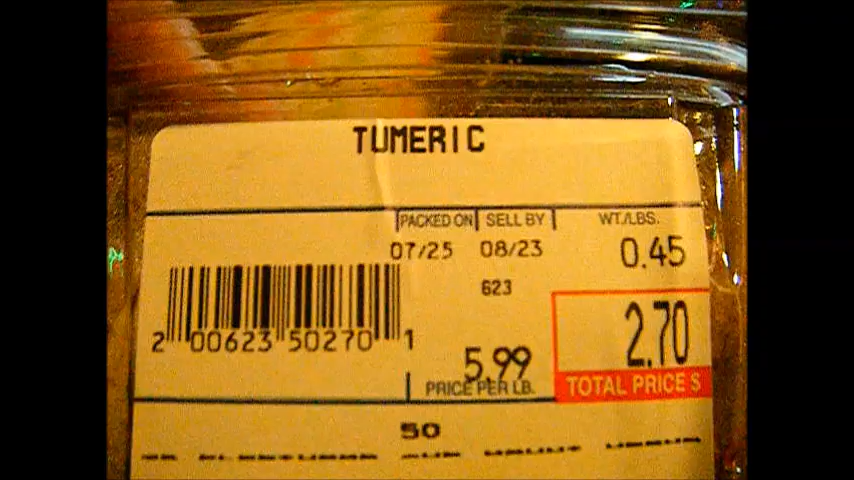 TUMERIC
PACKED ON SELL BY WT./LBS.
07/25 08/23 0.45
623
2 00623 50270 1
5.99 2.70
PRICE PER LB. TOTAL PRICE $
50